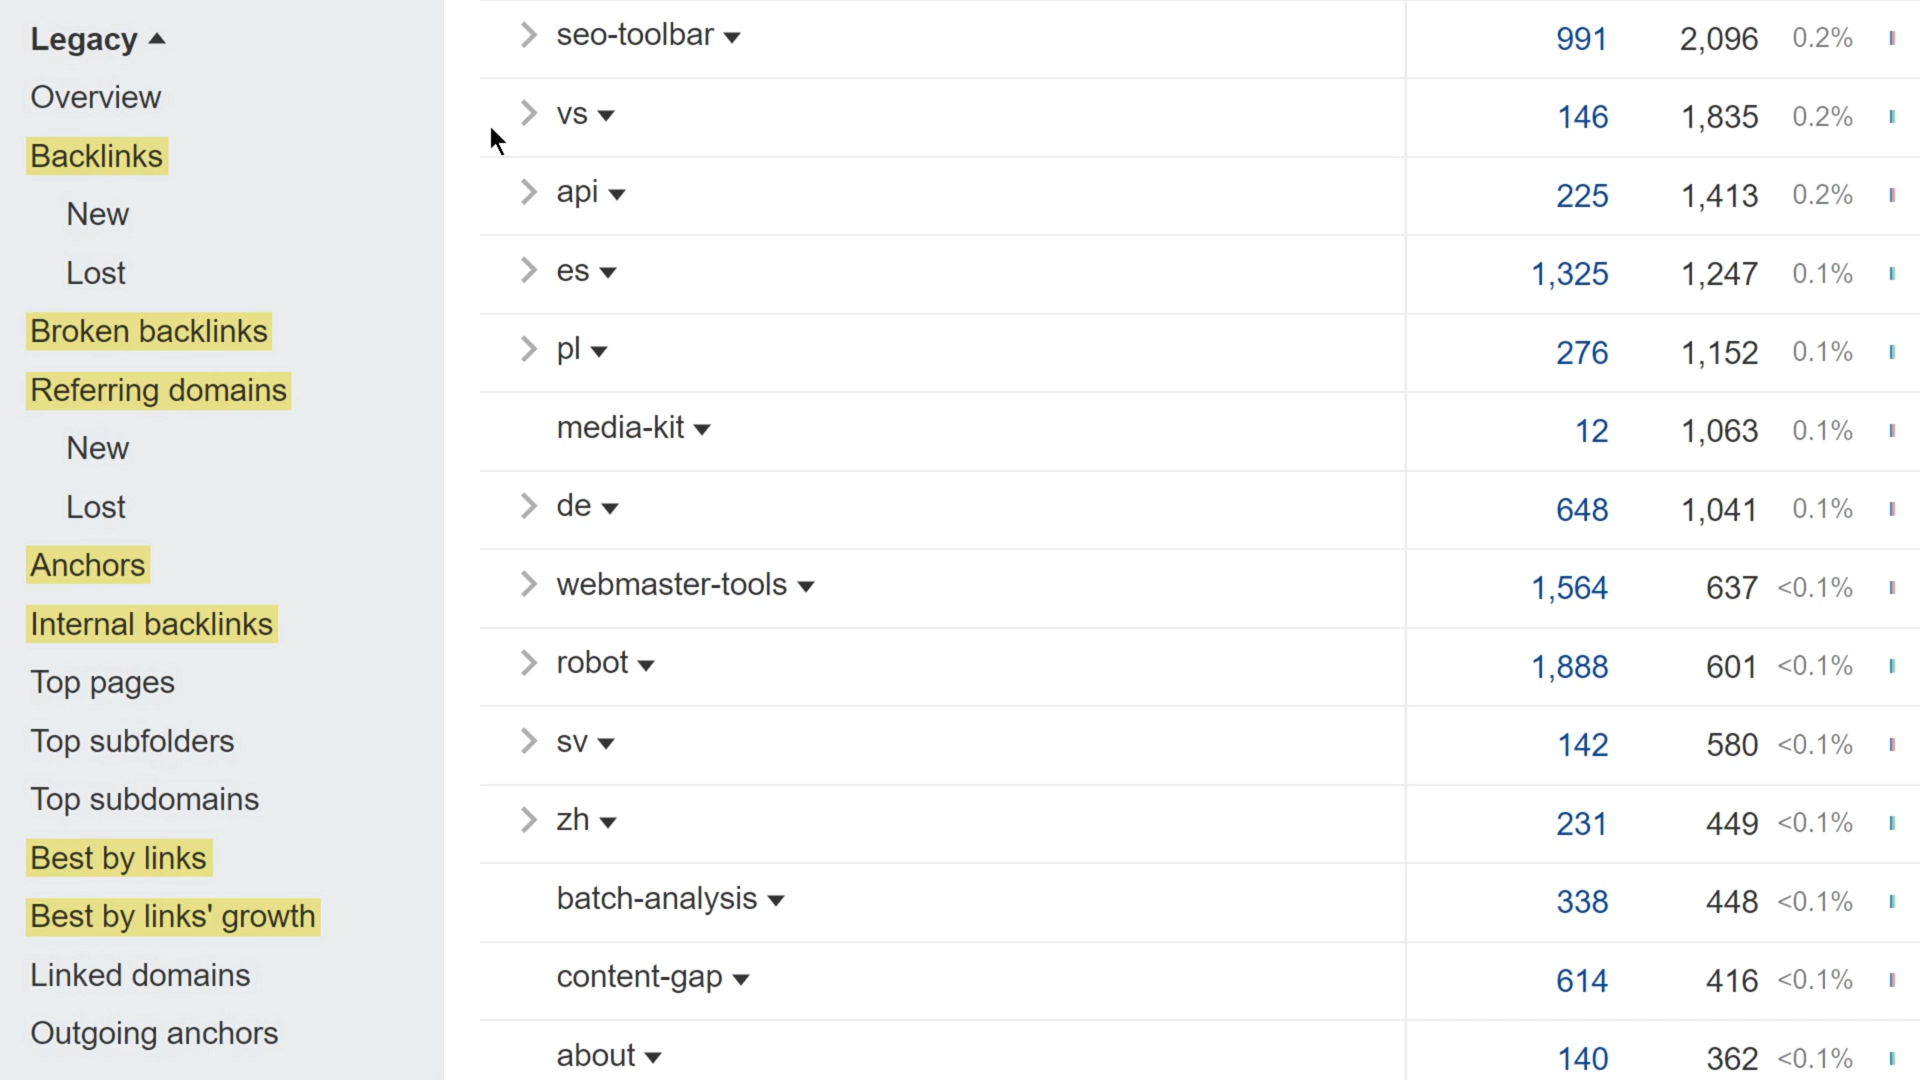 Legacy
Overview
Backlinks
New
Lost
Broken backlinks
Referring domains
New
Lost
Anchors
Internal backlinks
Top pages
Top subfolders
Top subdomains
Best by links
Best by links' growth
Linked domains
Outgoing anchors
seo-toolbar 991 2,096 0.2%
vs 146 1,835 0.2%
api 225 1,413 0.2%
es 1,325 1,247 0.1%
pl 276 1,152 0.1%
media-kit 12 1,063 0.1%
de 648 1,041 0.1%
webmaster-tools 1,564 637 <0.1%
robot 1,888 601 <0.1%
sv 142 580 <0.1%
zh 231 449 <0.1%
batch-analysis 338 448 <0.1%
content-gap 614 416 <0.1%
about 140 362 <0.1%